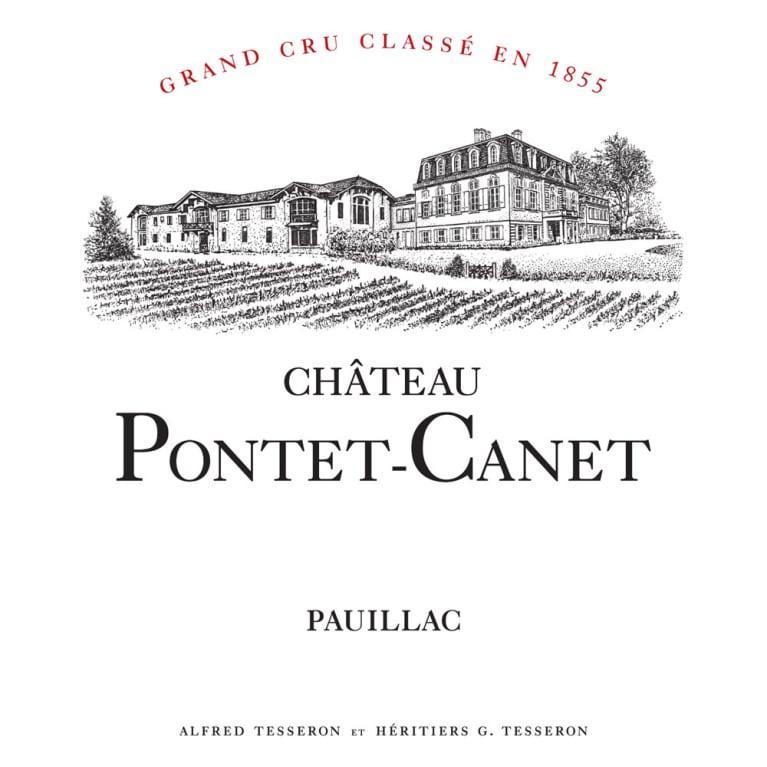 GRAND CRU CLASSÉ EN 1855
CHÂTEAU
PONTET-CANET
PAUILLAC
ALFRED TESSERON ET HÉRITIERS G. TESSERON